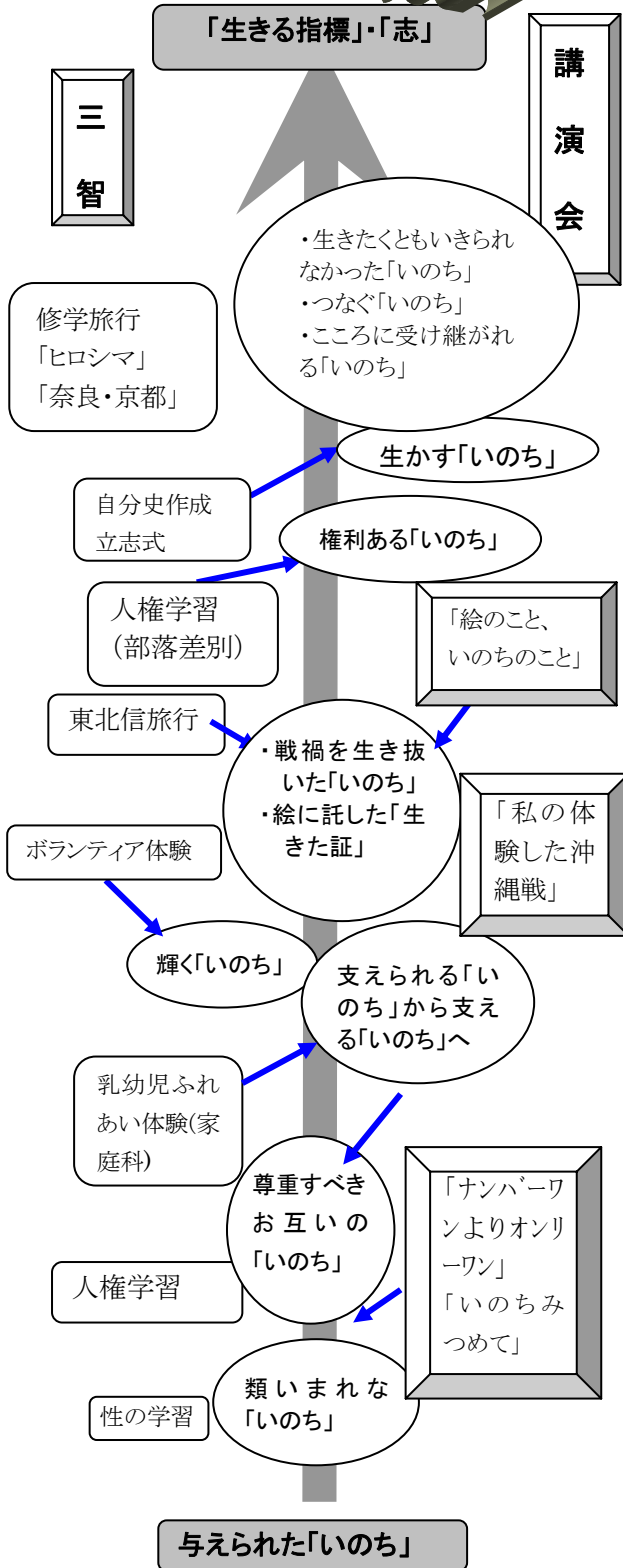 「生きる指標」・「志」
三
智
講
演
会
・生きたくともいきられ
なかった「いのち」
・つなぐ「いのち」
・こころに受け継がれ
る「いのち」
修学旅行
「ヒロシマ」
「奈良・京都」
生かす「いのち」
自分史作成
立志式
権利ある「いのち」
人権学習
(部落差別)
「絵のこと、
いのちのこと」
東北信旅行
・戦禍を生き抜
いた「いのち」
・絵に託した「生
きた証」
「私の体
験した沖
縄戦」
ボランティア体験
輝く「いのち」
支えられる「い
のち」から支え
る「いのち」へ
乳幼児ふれ
あい体験(家
庭科)
尊重すべき
お互いの
「いのち」
「ナンバーワ
ンよりオンリ
ーワン」
「いのちみ
つめて」
人権学習
類いまれな
「いのち」
性の学習
与えられた「いのち」